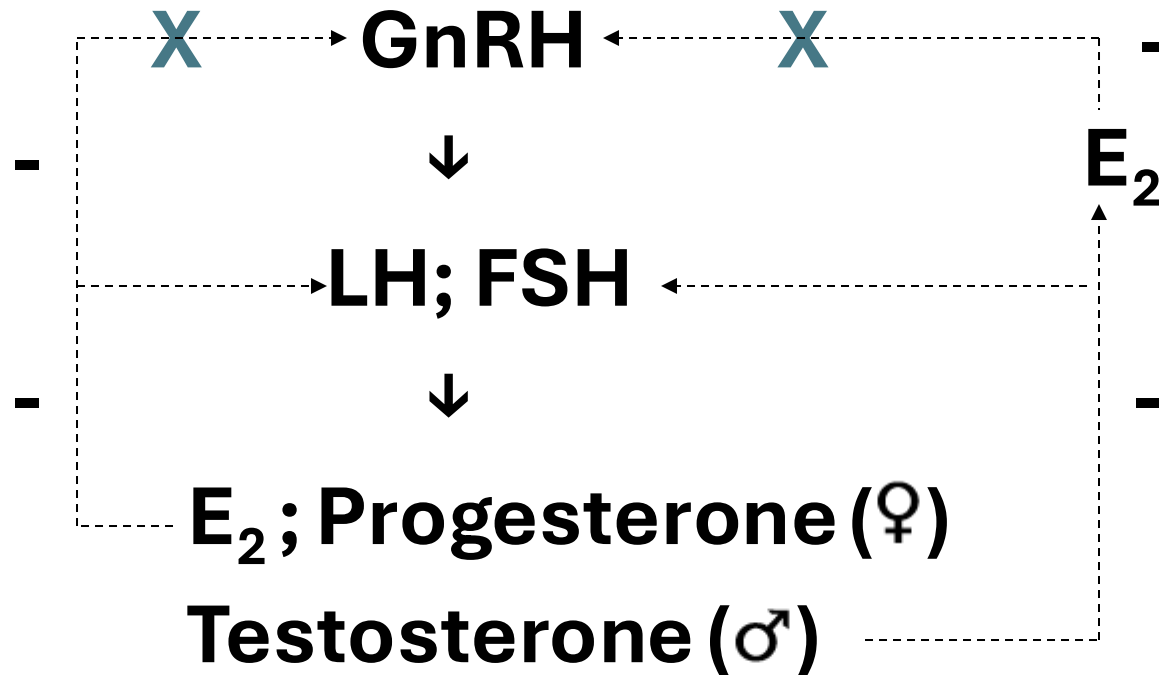 X GnRH X -
- E₂
↓
LH; FSH
↓
- -
E₂ ; Progesterone (♀)
Testosterone (♂)